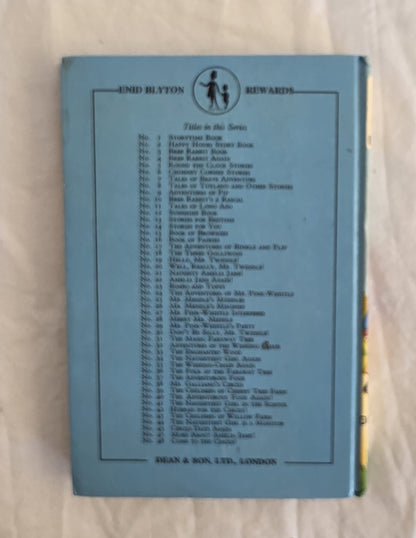 ENID BLYTON REWARDS
Titles in this Series
No. 1 Storytime Book
No. 2 Happy Hours Story Book
No. 3 Brer Rabbit Book
No. 4 Brer Rabbit Again
No. 5 Round the Clock Stories
No. 6 Chimney Corner Stories
No. 7 Tales of Brave Adventure
No. 8 Tales of Toyland and Other Stories
No. 9 Adventures of Pip
No. 10 Brer Rabbit's a Rascal
No. 11 Tales of Long Ago
No. 12 Sunshine Book
No. 13 Stories for Bedtime
No. 14 Stories for You
No. 15 Book of Brownies
No. 16 Book of Fairies
No. 17 The Adventures of Binkle and Flip
No. 18 The Three Golliwogs
No. 19 Hello, Mr. Twiddle!
No. 20 Well, Really, Mr. Twiddle!
No. 21 Naughty Amelia Jane!
No. 22 Amelia Jane Again!
No. 23 Bimbo and Topsy
No. 24 The Adventures of Mr. Pink-Whistle
No. 25 Mr. Meddle's Muddles
No. 26 Mr. Meddle's Mischief
No. 27 Mr. Pink-Whistle Interferes
No. 28 Merry Mr. Meddle
No. 29 Mr. Pink-Whistle's Party
No. 30 Don't Be Silly, Mr. Twiddle!
No. 31 The Magic Faraway Tree
No. 32 Adventures of the Wishing-Chair
No. 33 The Enchanted Wood
No. 34 The Naughtiest Girl Again
No. 35 The Wishing-Chair Again
No. 36 The Folk of the Faraway Tree
No. 37 The Adventurous Four
No. 38 Mr. Galliano's Circus
No. 39 The Children of Cherry Tree Farm
No. 40 The Adventurous Four Again!
No. 41 The Naughtiest Girl in the School
No. 42 Hurrah for the Circus!
No. 43 The Children of Willow Farm
No. 44 The Naughtiest Girl is a Monitor
No. 45 Circus Days Again
No. 47 More About Amelia Jane!
No. 48 Come to the Circus!
DEAN & SON, LTD., LONDON